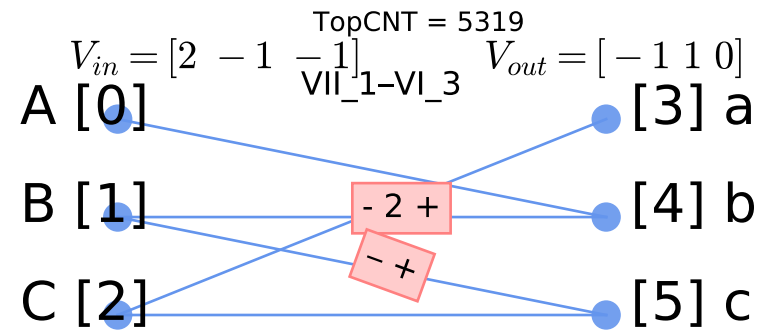 TopCNT = 5319
V_in = [2 −1 −1] V_out = [−1 1 0]
VII_1–VI_3
A [0] [3] a
B [1] - 2 + [4] b
− +
C [2] [5] c